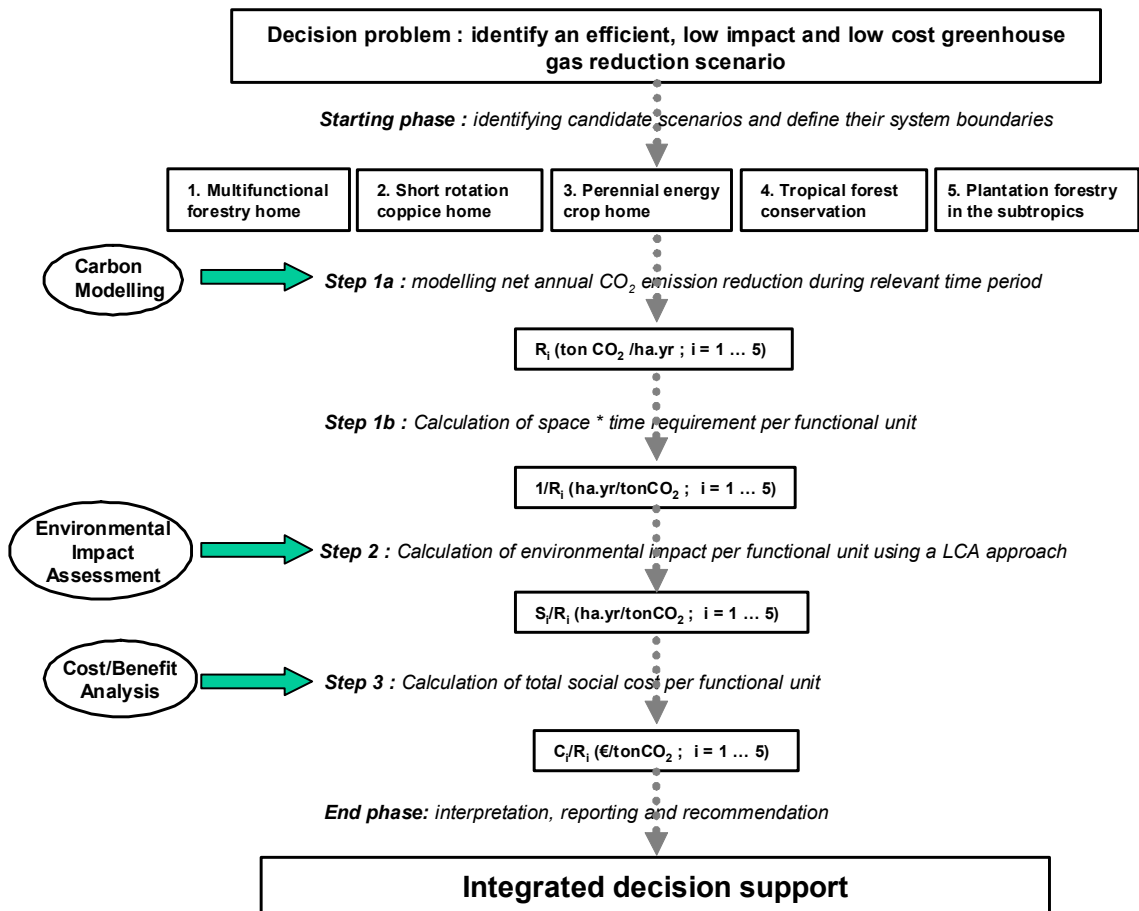 Decision problem : identify an efficient, low impact and low cost greenhouse
gas reduction scenario
Starting phase : identifying candidate scenarios and define their system boundaries
1. Multifunctional
forestry home
2. Short rotation
coppice home
3. Perennial energy
crop home
4. Tropical forest
conservation
5. Plantation forestry
in the subtropics
Carbon
Modelling
Step 1a : modelling net annual CO₂ emission reduction during relevant time period
Rᵢ (ton CO₂ /ha.yr ; i = 1 … 5)
Step 1b : Calculation of space * time requirement per functional unit
1/Rᵢ (ha.yr/tonCO₂ ; i = 1 … 5)
Environmental
Impact
Assessment
Step 2 : Calculation of environmental impact per functional unit using a LCA approach
Sᵢ/Rᵢ (ha.yr/tonCO₂ ; i = 1 … 5)
Cost/Benefit
Analysis
Step 3 : Calculation of total social cost per functional unit
Cᵢ/Rᵢ (€/tonCO₂ ; i = 1 … 5)
End phase: interpretation, reporting and recommendation
Integrated decision support